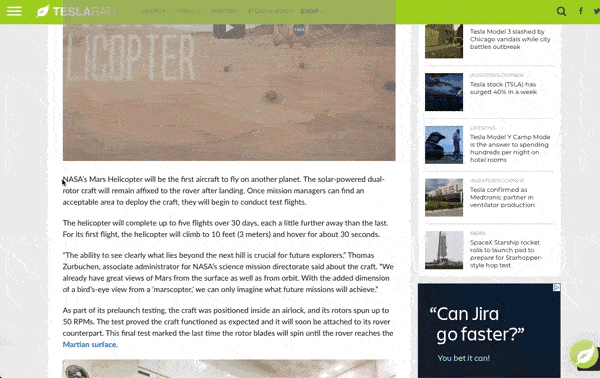 TESLARATI
LICOPTER
NASA's Mars Helicopter will be the first aircraft to fly on another planet. The solar-powered dual-
rotor craft will remain affixed to the rover after landing. Once mission managers can find an
acceptable area to deploy the craft, they will begin to conduct test flights.
The helicopter will complete up to five flights over 30 days, each a little further away than the last.
For its first flight, the helicopter will climb to 10 feet (3 meters) and hover for about 30 seconds.
"The ability to see clearly what lies beyond the next hill is crucial for future explorers," Thomas
Zurbuchen, associate administrator for NASA's science mission directorate said about the craft. "We
already have great views of Mars from the surface as well as from orbit. With the added dimension
of a bird's-eye view from a 'marscopter,' we can only imagine what future missions will achieve."
As part of its prelaunch testing, the craft was positioned inside an airlock, and its rotors spun up to
50 RPMs. The test proved the craft functioned as expected and it will soon be attached to its rover
counterpart. This final test marked the last time the rotor blades will spin until the rover reaches the
Martian surface.
Tesla Model 3 slashed by
Chicago vandals while city
battles outbreak
INVESTOR'S CORNER
Tesla stock (TSLA) has
surged 40% in a week
LIFESTYLE
Tesla Model Y Camp Mode
is the answer to spending
hundreds per night on
hotel rooms
INVESTOR'S CORNER
Tesla confirmed as
Medtronic partner in
ventilator production
NEWS
SpaceX Starship rocket
rolls to launch pad to
prepare for Starhopper-
style hop test
"Can Jira
go faster?"
You bet it can!